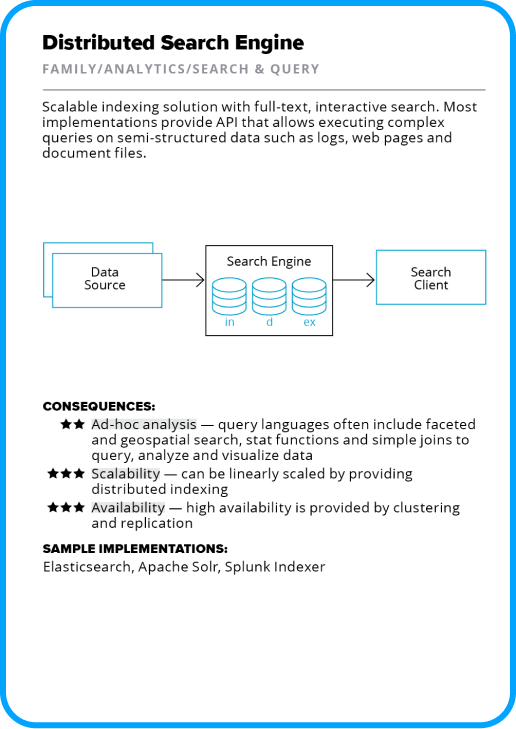 Distributed Search Engine
FAMILY/ANALYTICS/SEARCH & QUERY
Scalable indexing solution with full-text, interactive search. Most
implementations provide API that allows executing complex
queries on semi-structured data such as logs, web pages and
document files.
Data
Source
Search Engine
in d ex
Search
Client
CONSEQUENCES:
★★ Ad-hoc analysis — query languages often include faceted
and geospatial search, stat functions and simple joins to
query, analyze and visualize data
★★★ Scalability — can be linearly scaled by providing
distributed indexing
★★★ Availability — high availability is provided by clustering
and replication
SAMPLE IMPLEMENTATIONS:
Elasticsearch, Apache Solr, Splunk Indexer